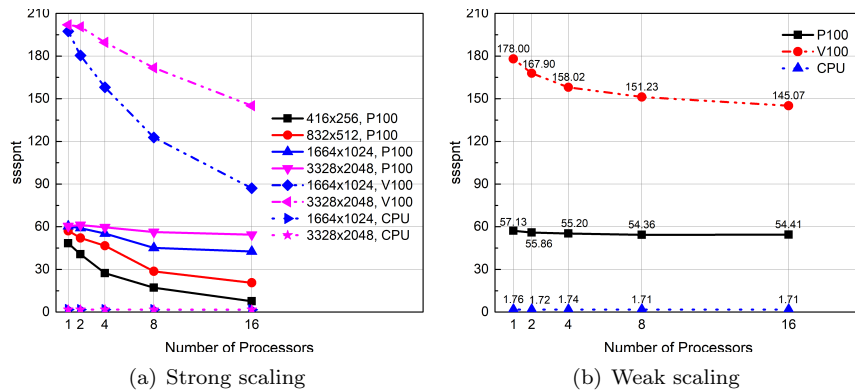 210
180
150
120
90
60
30
0
ssspnt
1 2 4 8 16
Number of Processors
416x256, P100
832x512, P100
1664x1024, P100
3328x2048, P100
1664x1024, V100
3328x2048, V100
1664x1024, CPU
3328x2048, CPU
(a) Strong scaling
210
180
150
120
90
60
30
0
ssspnt
P100
V100
CPU
178.00
167.90
158.02
151.23
145.07
57.13
55.86
55.20
54.36
54.41
1.76
1.72
1.74
1.71
1.71
1 2 4 8 16
Number of Processors
(b) Weak scaling